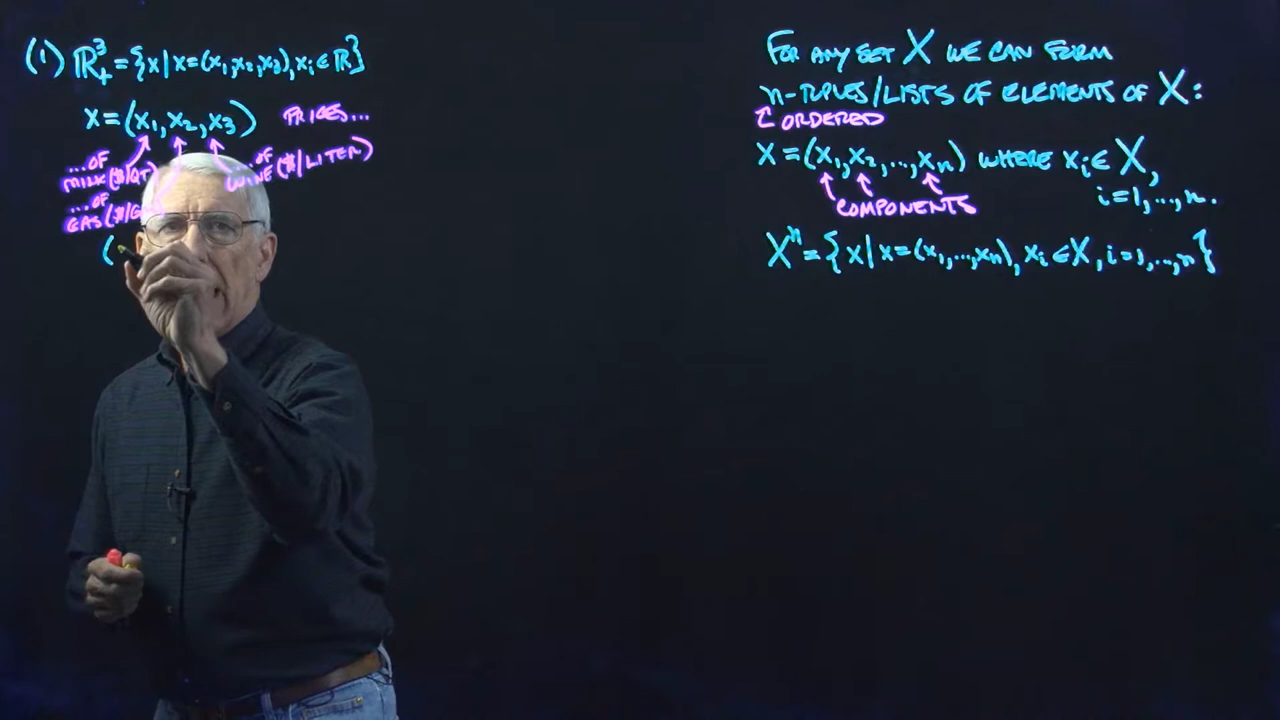 (1) ℝ³₊ = {x | x = (x₁, x₂, x₃), xᵢ ∈ ℝ}
x = (x₁, x₂, x₃) PRICES...
...OF MILK ($/QT) ...OF WINE ($/LITER)
...OF GAS ($/G
(
FOR ANY SET X WE CAN FORM
n-TUPLES/LISTS OF ELEMENTS OF X:
ORDERED
x = (x₁, x₂, ..., xₙ) WHERE xᵢ ∈ X,
i = 1, ..., n.
COMPONENTS
Xⁿ = {x | x = (x₁, ..., xₙ), xᵢ ∈ X, i = 1, ..., n}